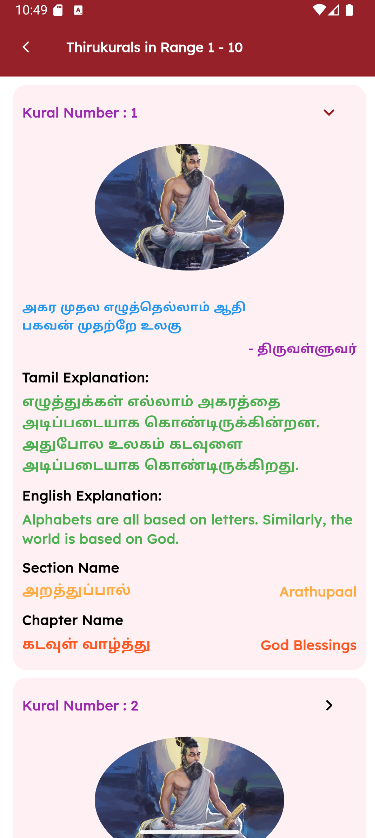 10:49
Thirukurals in Range 1 - 10
Kural Number : 1
அகர முதல எழுத்தெல்லாம் ஆதி
பகவன் முதற்றே உலகு
- திருவள்ளுவர்
Tamil Explanation:
எழுத்துக்கள் எல்லாம் அகரத்தை
அடிப்படையாக கொண்டிருக்கின்றன.
அதுபோல உலகம் கடவுளை
அடிப்படையாக கொண்டிருக்கிறது.
English Explanation:
Alphabets are all based on letters. Similarly, the
world is based on God.
Section Name
அறத்துப்பால் Arathupaal
Chapter Name
கடவுள் வாழ்த்து God Blessings
Kural Number : 2